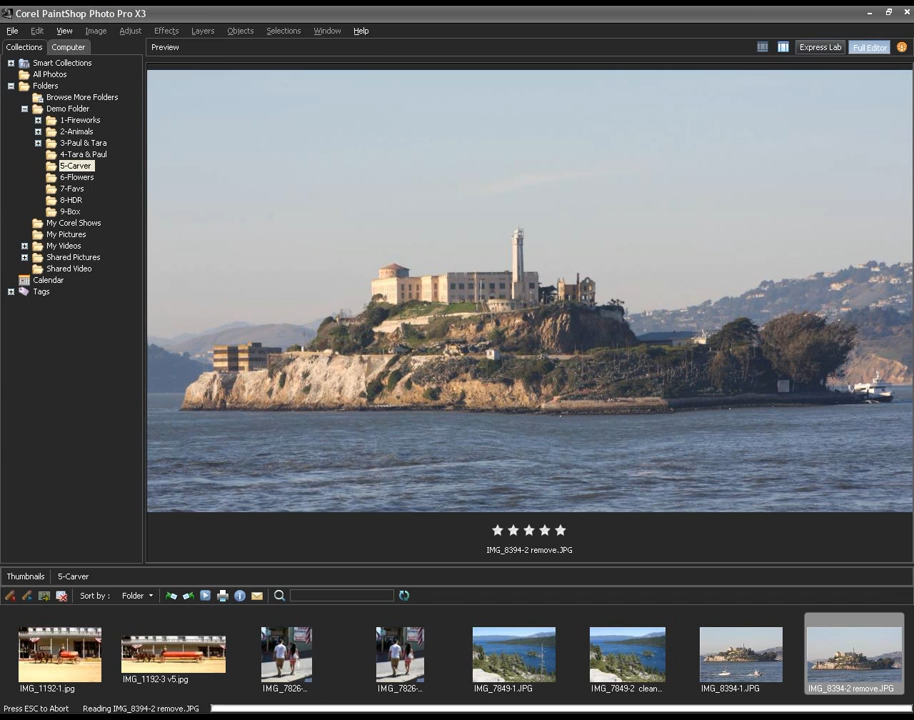 Corel PaintShop Photo Pro X3
File Edit View Image Adjust Effects Layers Objects Selections Window Help
Collections Computer
Preview
Express Lab Full Editor
Smart Collections
All Photos
Folders
Browse More Folders
Demo Folder
1-Fireworks
2-Animals
3-Paul & Tara
4-Tara & Paul
5-Carver
6-Flowers
7-Favs
8-HDR
9-Box
My Corel Shows
My Pictures
My Videos
Shared Pictures
Shared Video
Calendar
Tags
IMG_8394-2 remove.JPG
Thumbnails 5-Carver
Sort by : Folder
IMG_1192-1.jpg
IMG_1192-3 v5.jpg
IMG_7826-...
IMG_7826-...
IMG_7849-1.JPG
IMG_7849-2 clean...
IMG_8394-1.JPG
IMG_8394-2 remove.JPG
Press ESC to Abort Reading IMG_8394-2 remove.JPG